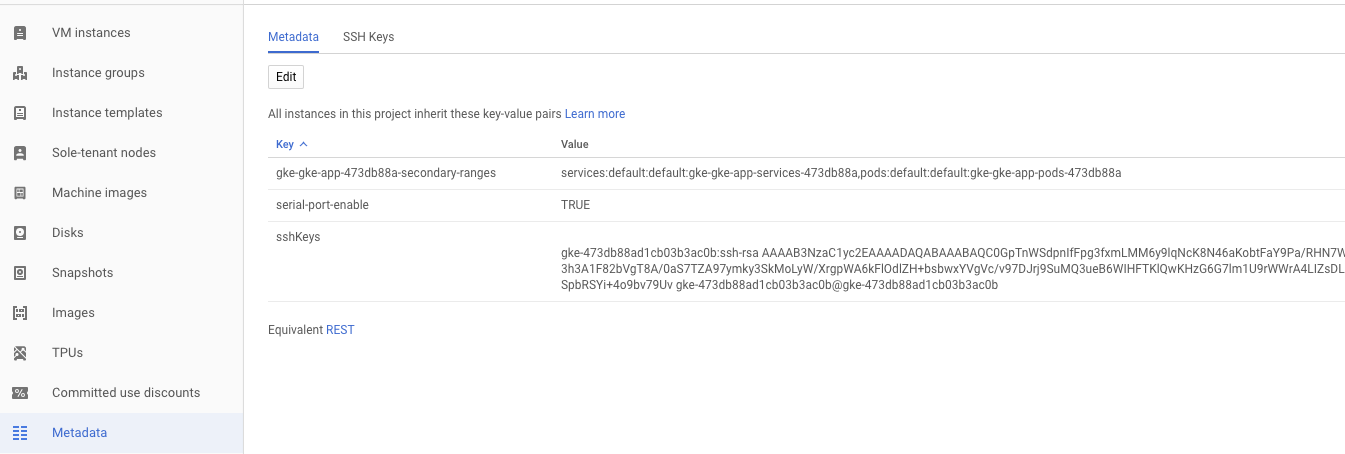 VM instances
Instance groups
Instance templates
Sole-tenant nodes
Machine images
Disks
Snapshots
Images
TPUs
Committed use discounts
Metadata
Metadata SSH Keys
Edit
All instances in this project inherit these key-value pairs Learn more
Key Value
gke-gke-app-473db88a-secondary-ranges services:default:default:gke-gke-app-services-473db88a,pods:default:default:gke-gke-app-pods-473db88a
serial-port-enable TRUE
sshKeys
gke-473db88ad1cb03b3ac0b:ssh-rsa AAAAB3NzaC1yc2EAAAADAQABAAABAQC0GpTnWSdpnIfFpg3fxmLMM6y9lqNcK8N46aKobtFaY9Pa/RHN7W
3h3A1F82bVgT8A/0aS7TZA97ymky3SkMoLyW/XrgpWA6kFlOdlZH+bsbwxYVgVc/v97DJrj9SuMQ3ueB6WIHFTKlQwKHzG6G7lm1U9rWWrA4LIZsDL
SpbRSYi+4o9bv79Uv gke-473db88ad1cb03b3ac0b@gke-473db88ad1cb03b3ac0b
Equivalent REST